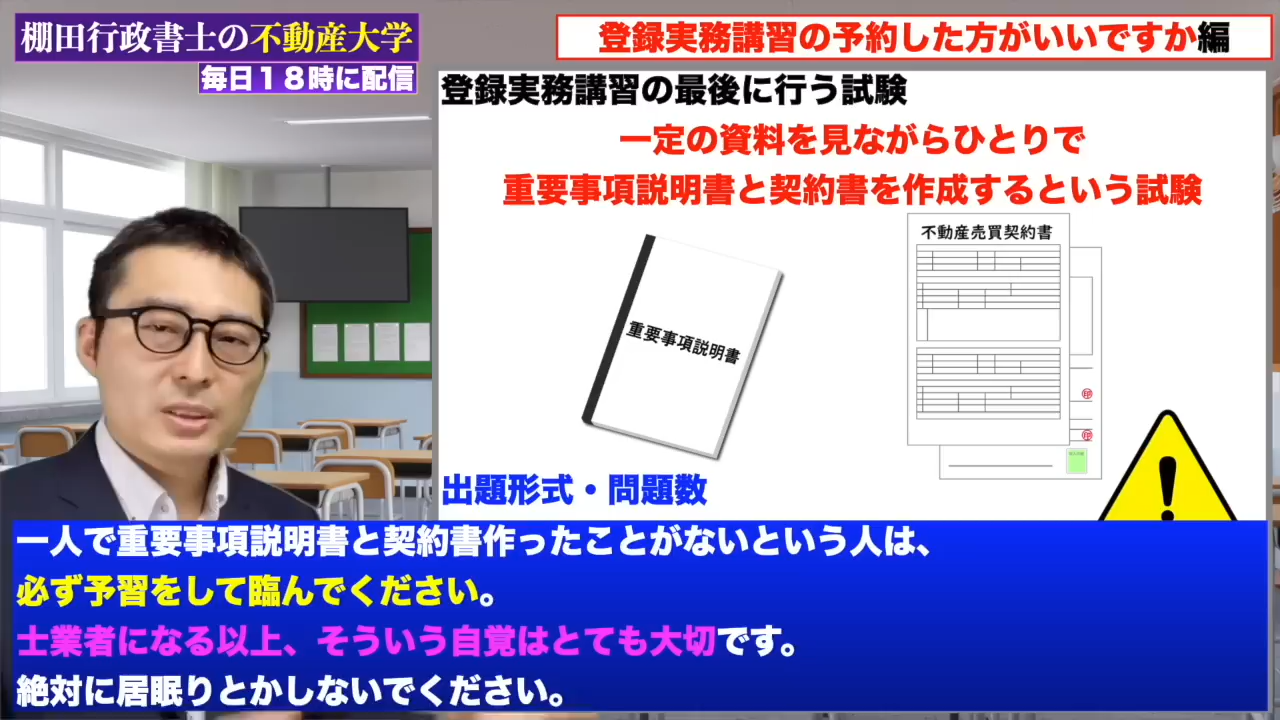 棚田行政書士の不動産大学
毎日18時に配信
登録実務講習の予約した方がいいですか編
登録実務講習の最後に行う試験
一定の資料を見ながらひとりで
重要事項説明書と契約書を作成するという試験
重要事項説明書
不動産売買契約書
印
印
出題形式・問題数
一人で重要事項説明書と契約書作ったことがないという人は、
必ず予習をして臨んでください。
士業者になる以上、そういう自覚はとても大切です。
絶対に居眠りとかしないでください。